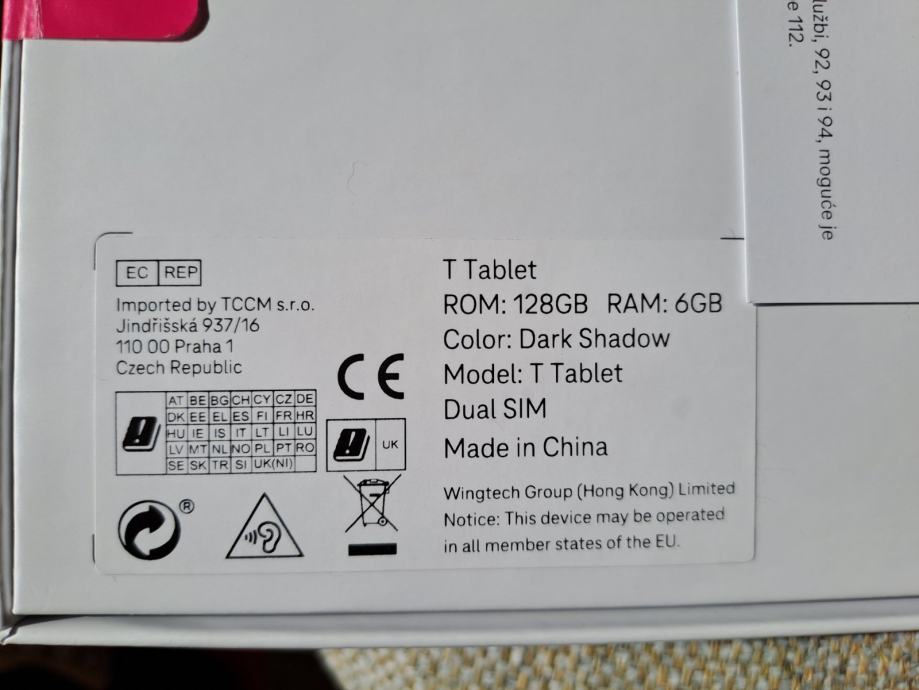 lužbi, 92, 93 i 94, moguće je
e 112.
EC REP
Imported by TCCM s.r.o.
Jindřišská 937/16
110 00 Praha 1
Czech Republic
AT BE BG CH CY CZ DE
DK EE EL ES FI FR HR
HU IE IS IT LT LI LU
LV MT NL NO PL PT RO
SE SK TR SI UK(NI)
UK
CE
®
T Tablet
ROM: 128GB RAM: 6GB
Color: Dark Shadow
Model: T Tablet
Dual SIM
Made in China
Wingtech Group (Hong Kong) Limited
Notice: This device may be operated
in all member states of the EU.